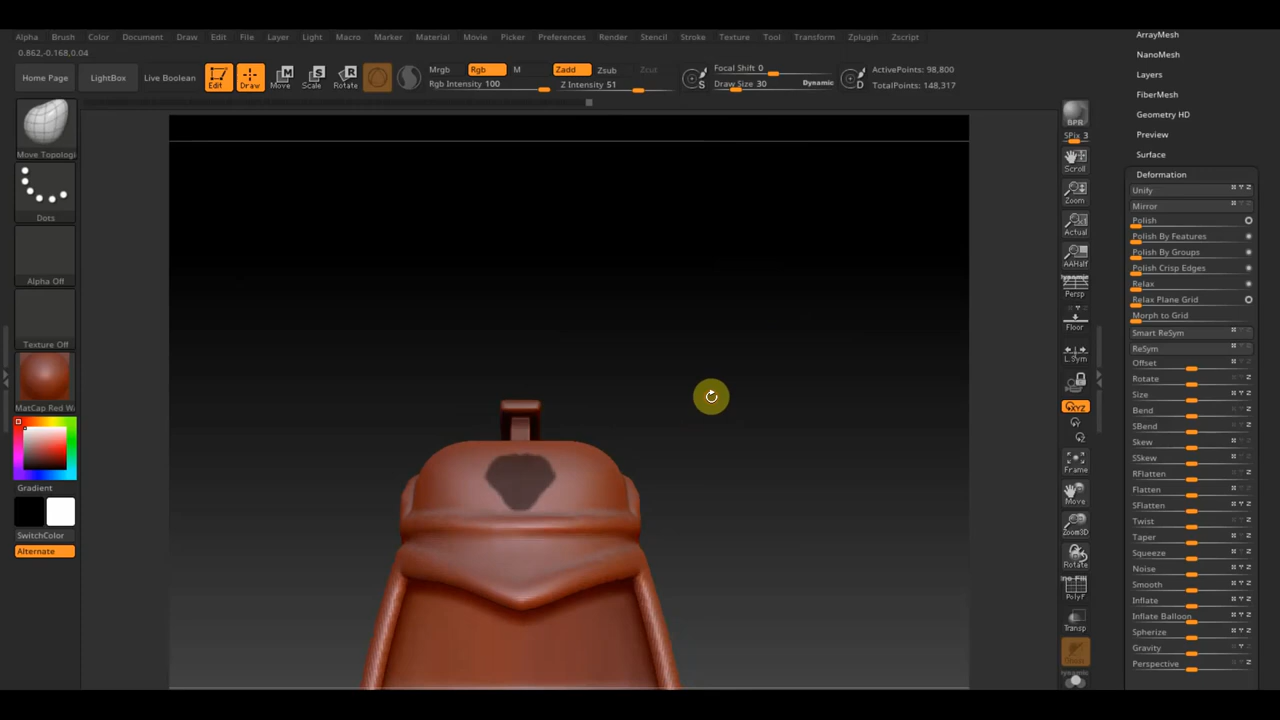 Alpha Brush Color Document Draw Edit File Layer Light Macro Marker Material Movie Picker Preferences Render Stencil Stroke Texture Tool Transform Zplugin Zscript
0.862,-0.168,0.04
Home Page LightBox Live Boolean Edit Draw Move Scale Rotate
Mrgb Rgb M Zadd Zsub Zcut
Rgb Intensity 100 Z Intensity 51
S Focal Shift 0
Draw Size 30 Dynamic
D ActivePoints: 98,800
TotalPoints: 148,317
Move Topologi
Dots
Alpha Off
Texture Off
MatCap Red Wa
Gradient
SwitchColor
Alternate
BPR
SPix 3
Scroll
Zoom
Actual
AAHalf
Persp
Floor
L.Sym
XYZ
Y
Z
Frame
Move
Zoom3D
Rotate
PolyF
Transp
ArrayMesh
NanoMesh
Layers
FiberMesh
Geometry HD
Preview
Surface
Deformation
Unify
Mirror
Polish
Polish By Features
Polish By Groups
Polish Crisp Edges
Relax
Relax Plane Grid
Morph to Grid
Smart ReSym
ReSym
Offset
Rotate
Size
Bend
SBend
Skew
SSkew
RFlatten
Flatten
SFlatten
Twist
Taper
Squeeze
Noise
Smooth
Inflate
Inflate Balloon
Spherize
Gravity
Perspective